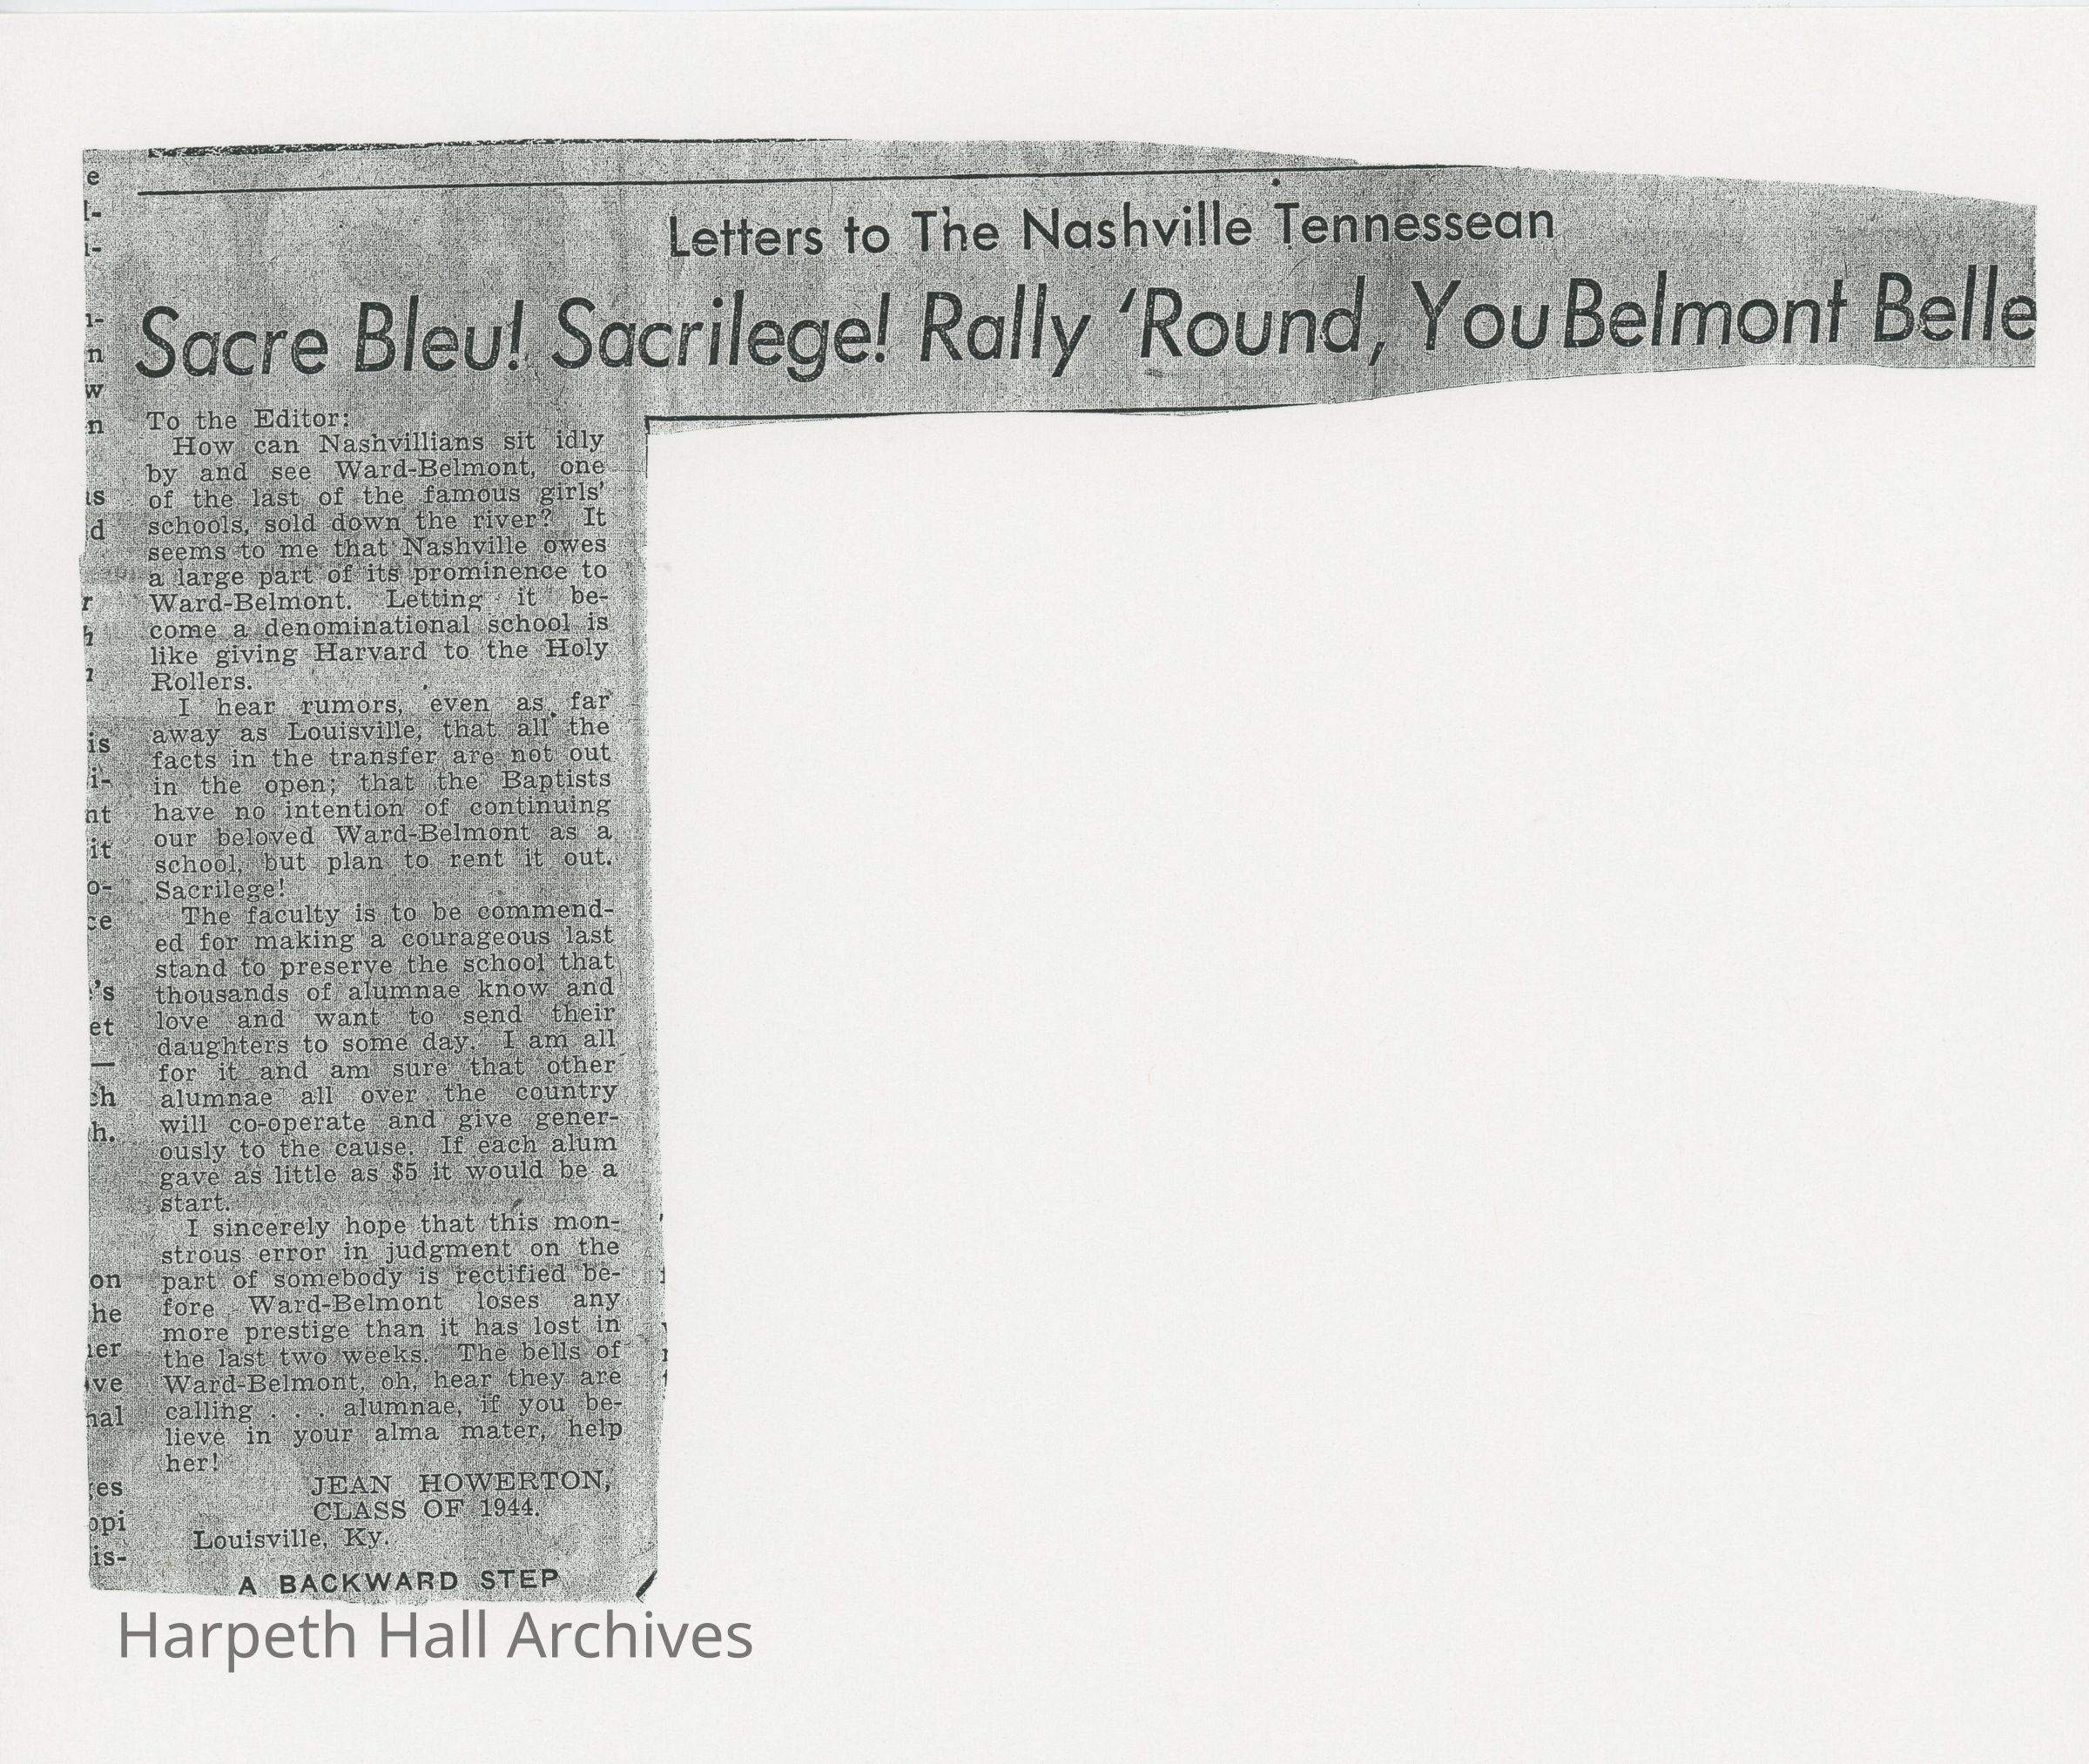 Letters to The Nashville Tennessean
Sacre Bleu! Sacrilege! Rally 'Round, You Belmont Belle
To the Editor:
How can Nashvillians sit idly
by and see Ward-Belmont, one
of the last of the famous girls'
schools, sold down the river? It
seems to me that Nashville owes
a large part of its prominence to
Ward-Belmont. Letting it be-
come a denominational school is
like giving Harvard to the Holy
Rollers.
I hear rumors, even as far
away as Louisville, that all the
facts in the transfer are not out
in the open; that the Baptists
have no intention of continuing
our beloved Ward-Belmont as a
school, but plan to rent it out.
Sacrilege!
The faculty is to be commend-
ed for making a courageous last
stand to preserve the school that
thousands of alumnae know and
love and want to send their
daughters to some day. I am all
for it and am sure that other
alumnae all over the country
will co-operate and give gener-
ously to the cause. If each alum
gave as little as $5 it would be a
start.
I sincerely hope that this mon-
strous error in judgment on the
part of somebody is rectified be-
fore Ward-Belmont loses any
more prestige than it has lost in
the last two weeks. The bells of
Ward-Belmont, oh, hear they are
calling . . . alumnae, if you be-
lieve in your alma mater, help
her!
JEAN HOWERTON,
CLASS OF 1944.
Louisville, Ky.
A BACKWARD STEP
Harpeth Hall Archives